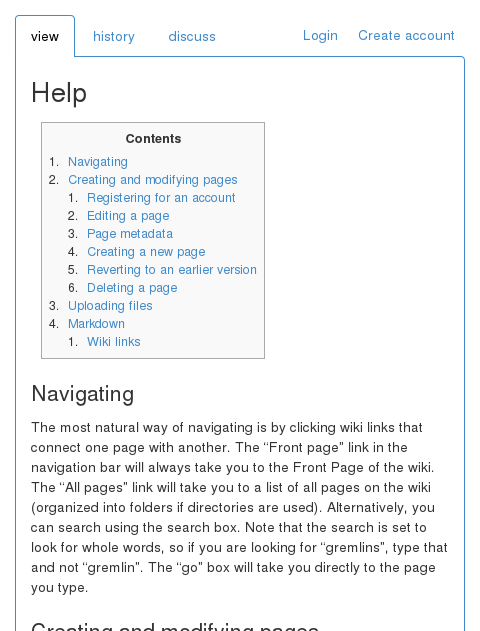 view history discuss Login Create account
Help
Contents
1. Navigating
2. Creating and modifying pages
1. Registering for an account
2. Editing a page
3. Page metadata
4. Creating a new page
5. Reverting to an earlier version
6. Deleting a page
3. Uploading files
4. Markdown
1. Wiki links
Navigating
The most natural way of navigating is by clicking wiki links that
connect one page with another. The “Front page” link in the
navigation bar will always take you to the Front Page of the wiki.
The “All pages” link will take you to a list of all pages on the wiki
(organized into folders if directories are used). Alternatively, you
can search using the search box. Note that the search is set to
look for whole words, so if you are looking for “gremlins”, type that
and not “gremlin”. The “go” box will take you directly to the page
you type.
Creating and modifying pages